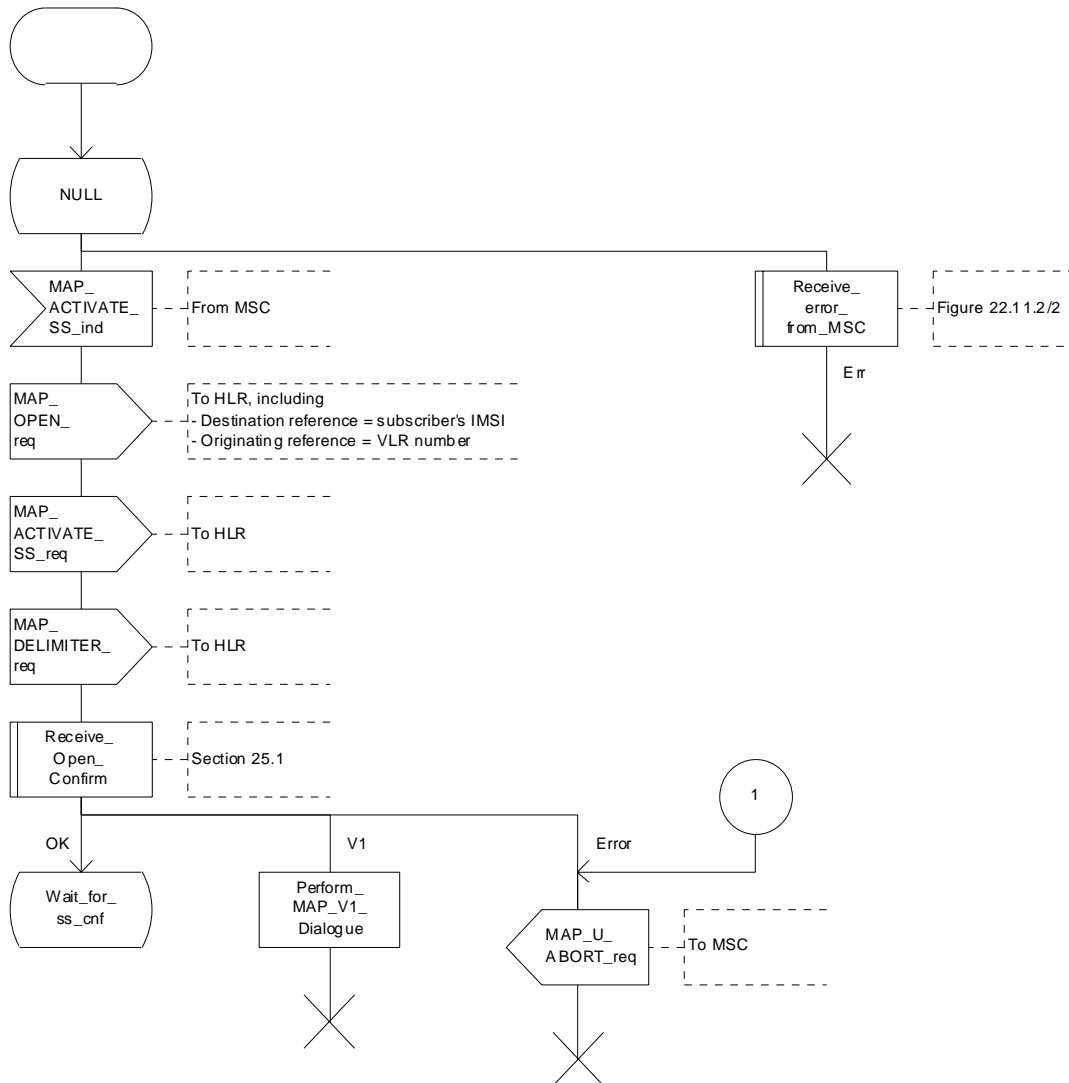 NULL
MAP_
ACTIVATE_
SS_ind
From MSC
Receive_
error_
from_MSC
Figure 22.11.2/2
Err
MAP_
OPEN_
req
To HLR, including
- Destination reference = subscriber's IMSI
- Originating reference = VLR number
MAP_
ACTIVATE_
SS_req
To HLR
MAP_
DELIMITER_
req
To HLR
Receive_
Open_
Confirm
Section 25.1
1
OK
V1
Error
Wait_for_
ss_cnf
Perform_
MAP_V1_
Dialogue
MAP_U_
ABORT_req
To MSC